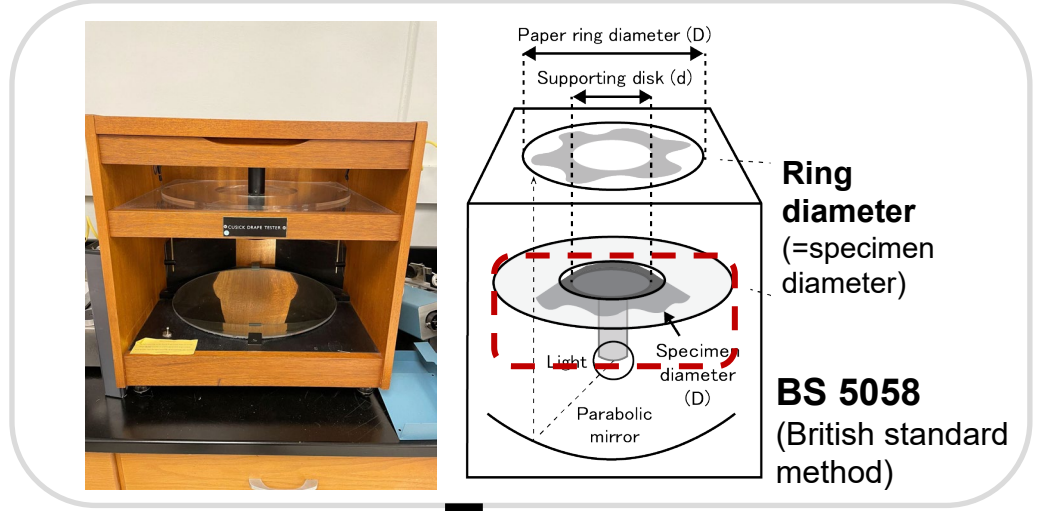 Paper ring diameter (D)
Supporting disk (d)
CUSICK DRAPE TESTER
Ring
diameter
(=specimen
diameter)
Light
Specimen
diameter
(D)
Parabolic
mirror
BS 5058
(British standard
method)